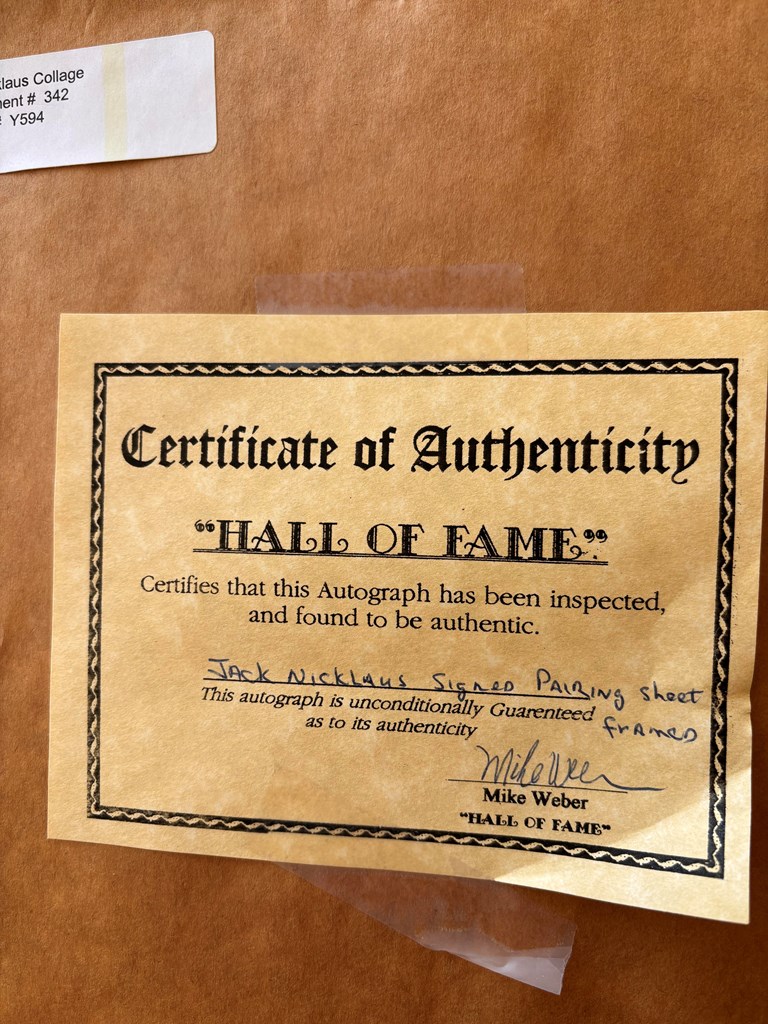 Collage
# 342
Y594
Certificate of Authenticity
“HALL OF FAME”
Certifies that this Autograph has been inspected,
and found to be authentic.
JACK NICKLAUS SIGNED PAIRING Sheet
This autograph is unconditionally Guarenteed
FRAMED
as to its authenticity
Mike Weber
Mike Weber
“HALL OF FAME”